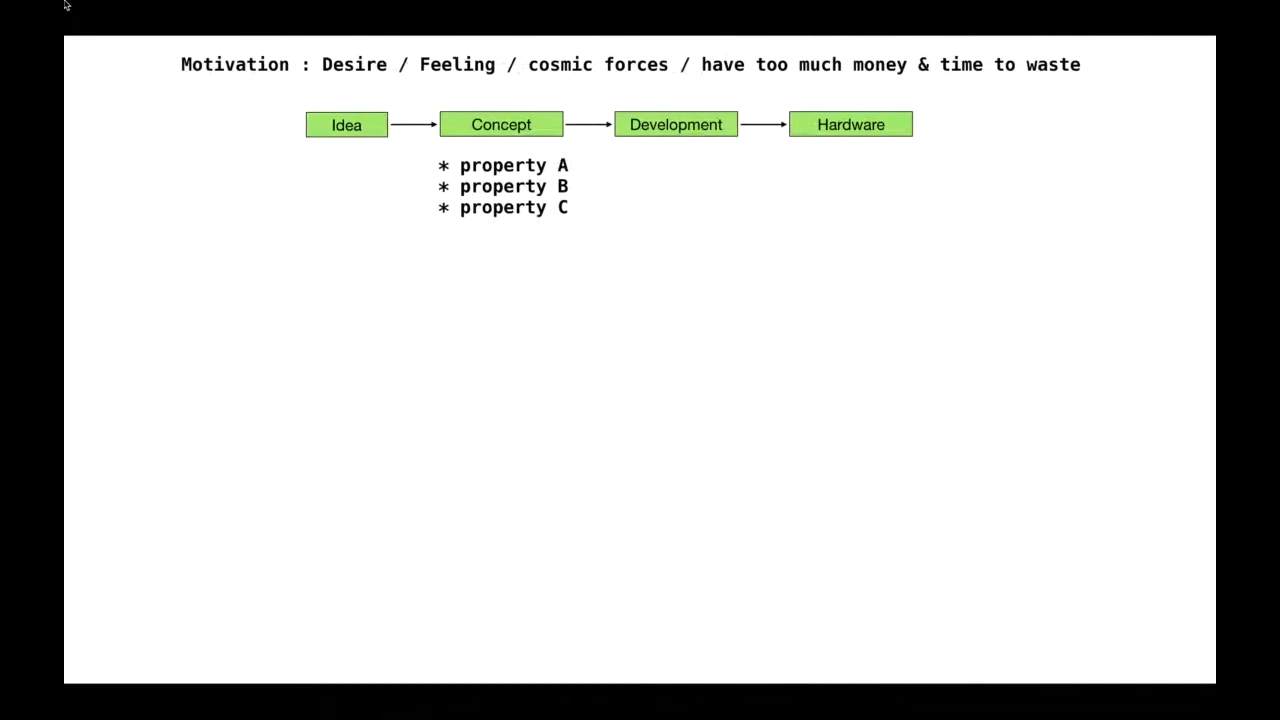 Motivation : Desire / Feeling / cosmic forces / have too much money & time to waste
Idea
Concept
Development
Hardware
* property A
* property B
* property C